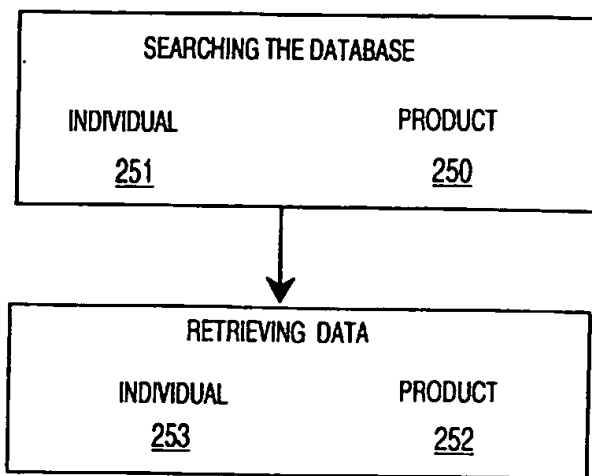 SEARCHING THE DATABASE
INDIVIDUAL PRODUCT
251 250
RETRIEVING DATA
INDIVIDUAL PRODUCT
253 252